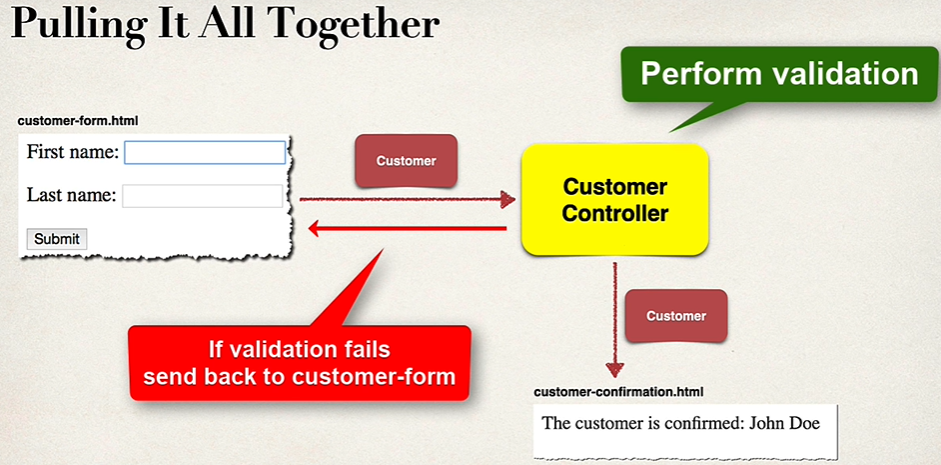 Pulling It All Together
Perform validation
customer-form.html
First name:
Customer
Last name:
Customer
Controller
Submit
If validation fails
send back to customer-form
Customer
customer-confirmation.html
The customer is confirmed: John Doe